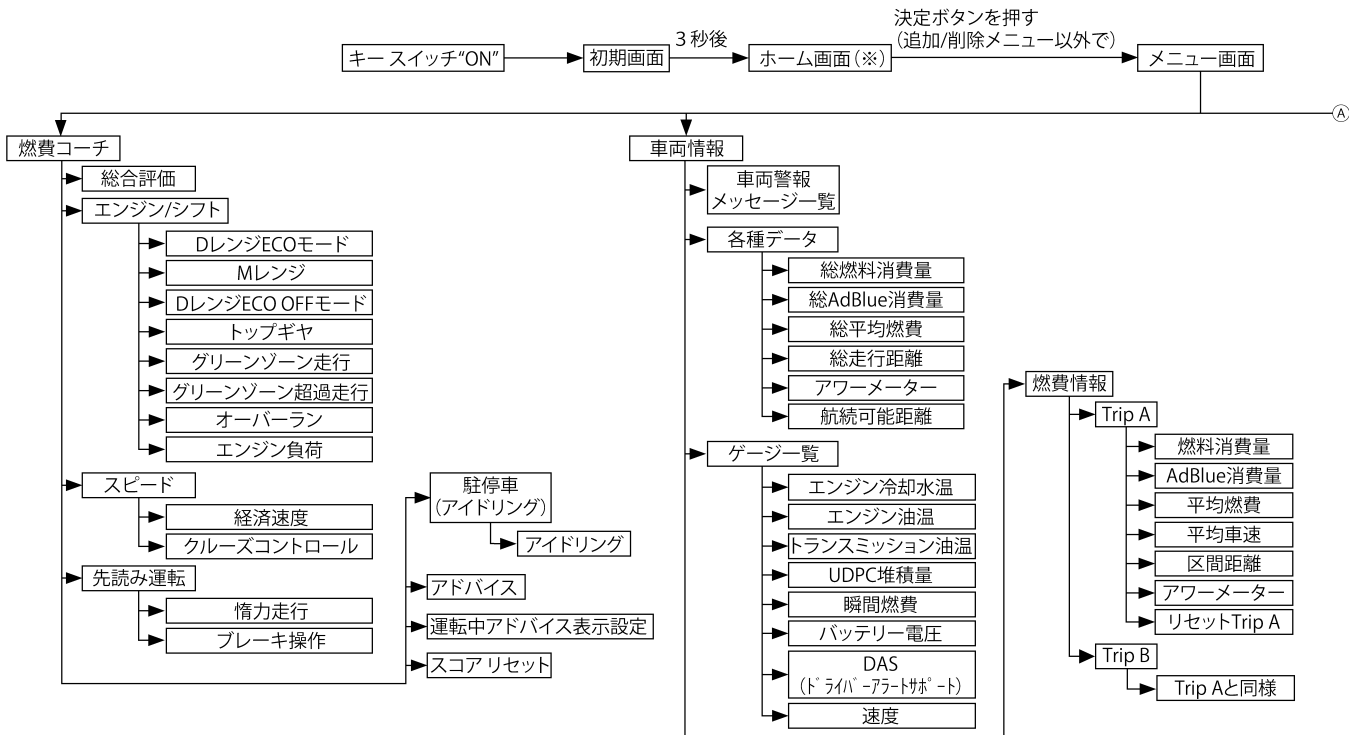 キー スイッチ“ON”
初期画面
３秒後
ホーム画面（※）
決定ボタンを押す
（追加/削除メニュー以外で）
メニュー画面
Ⓐ
燃費コーチ
総合評価
エンジン/シフト
DレンジECOモード
Mレンジ
DレンジECO OFFモード
トップギヤ
グリーンゾーン走行
グリーンゾーン超過走行
オーバーラン
エンジン負荷
スピード
経済速度
クルーズコントロール
先読み運転
惰力走行
ブレーキ操作
駐停車
（アイドリング）
アイドリング
アドバイス
運転中アドバイス表示設定
スコア リセット
車両情報
車両警報
メッセージ一覧
各種データ
総燃料消費量
総AdBlue消費量
総平均燃費
総走行距離
アワーメーター
航続可能距離
ゲージ一覧
エンジン冷却水温
エンジン油温
トランスミッション油温
UDPC堆積量
瞬間燃費
バッテリー電圧
DAS
（ﾄﾞﾗｲﾊﾞｰｱﾗｰﾄｻﾎﾟｰﾄ）
速度
燃費情報
Trip A
燃料消費量
AdBlue消費量
平均燃費
平均車速
区間距離
アワーメーター
リセットTrip A
Trip B
Trip Aと同様